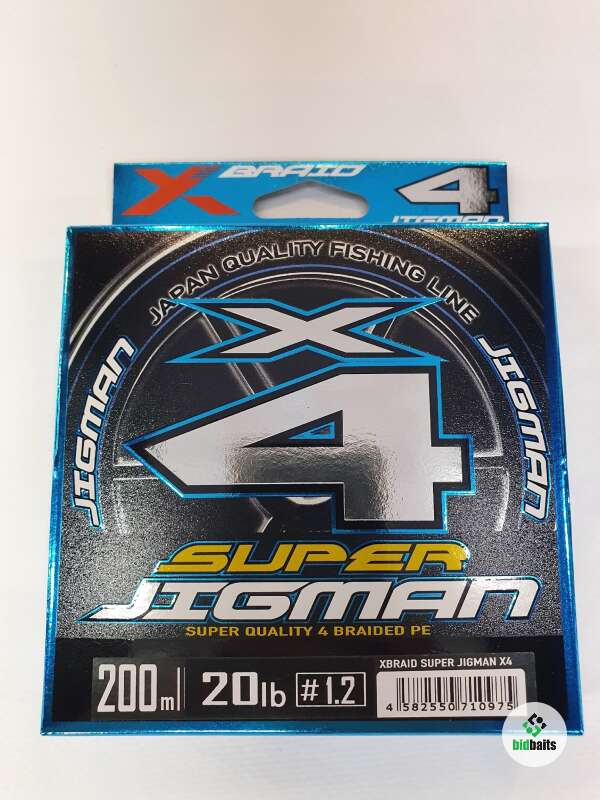 X BRAID 4
JIGMAN
JAPAN QUALITY FISHING LINE
X
4
JIGMAN
JIGMAN
SUPER
JIGMAN
SUPER QUALITY 4 BRAIDED PE
200m 20lb #1.2
XBRAID SUPER JIGMAN X4
4 582550 710975
bidbaits